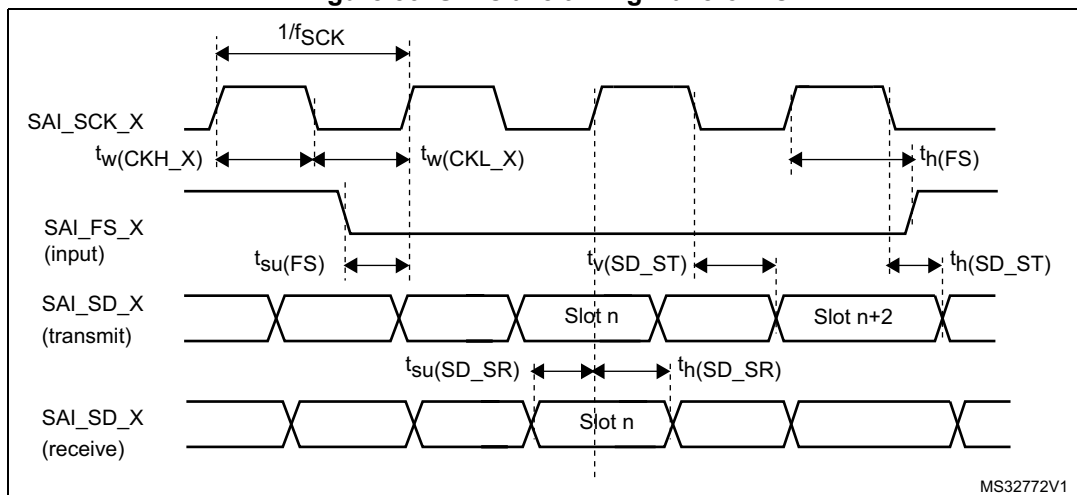 1/fSCK
SAI_SCK_X
tw(CKH_X)
tw(CKL_X)
th(FS)
SAI_FS_X
(input)
tsu(FS)
tv(SD_ST)
th(SD_ST)
SAI_SD_X
(transmit)
Slot n
Slot n+2
tsu(SD_SR)
th(SD_SR)
SAI_SD_X
(receive)
Slot n
MS32772V1